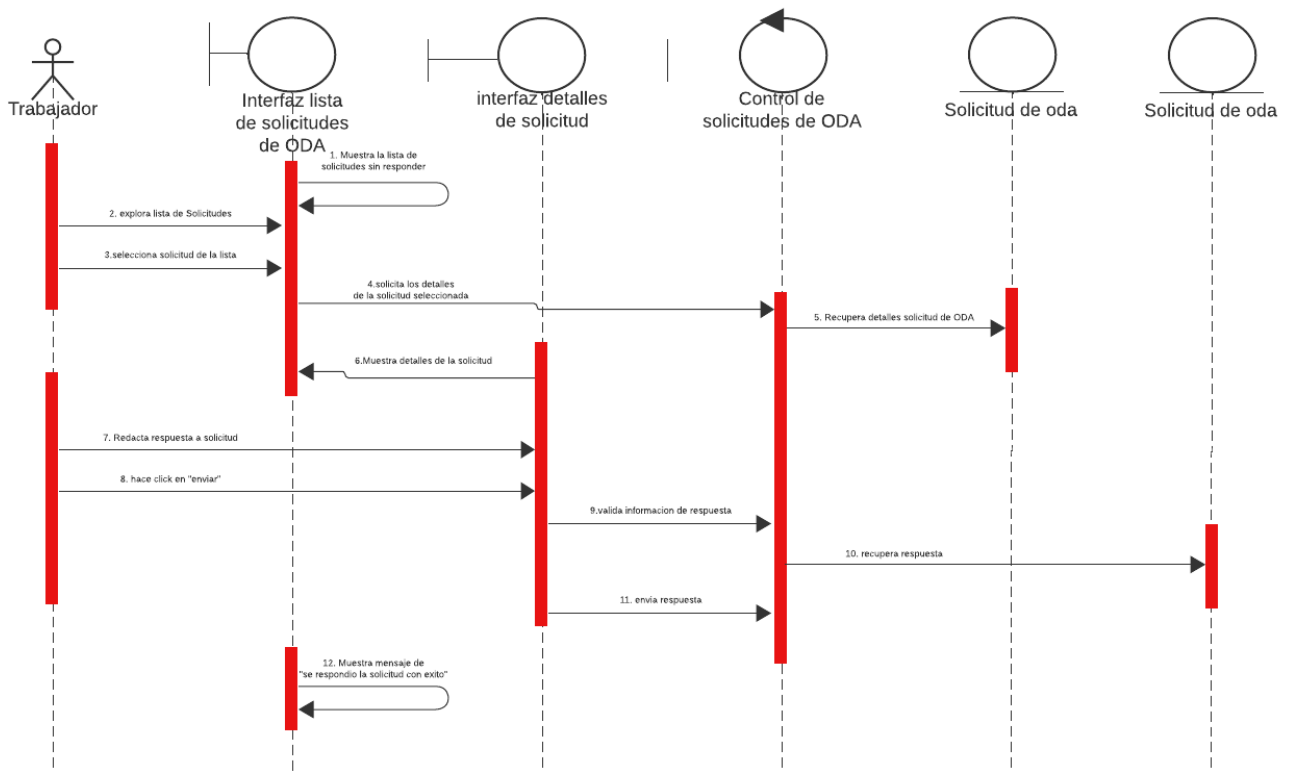 Trabajador
Interfaz lista
de solicitudes
de ODA
interfaz detalles
de solicitud
Control de
solicitudes de ODA
Solicitud de oda
Solicitud de oda
1. Muestra la lista de
solicitudes sin responder
2. explora lista de Solicitudes
3.selecciona solicitud de la lista
4.solicita los detalles
de la solicitud seleccionada
5. Recupera detalles solicitud de ODA
6.Muestra detalles de la solicitud
7. Redacta respuesta a solicitud
8. hace click en "enviar"
9.valida informacion de respuesta
10. recupera respuesta
11. envia respuesta
12. Muestra mensaje de
"se respondio la solicitud con exito"